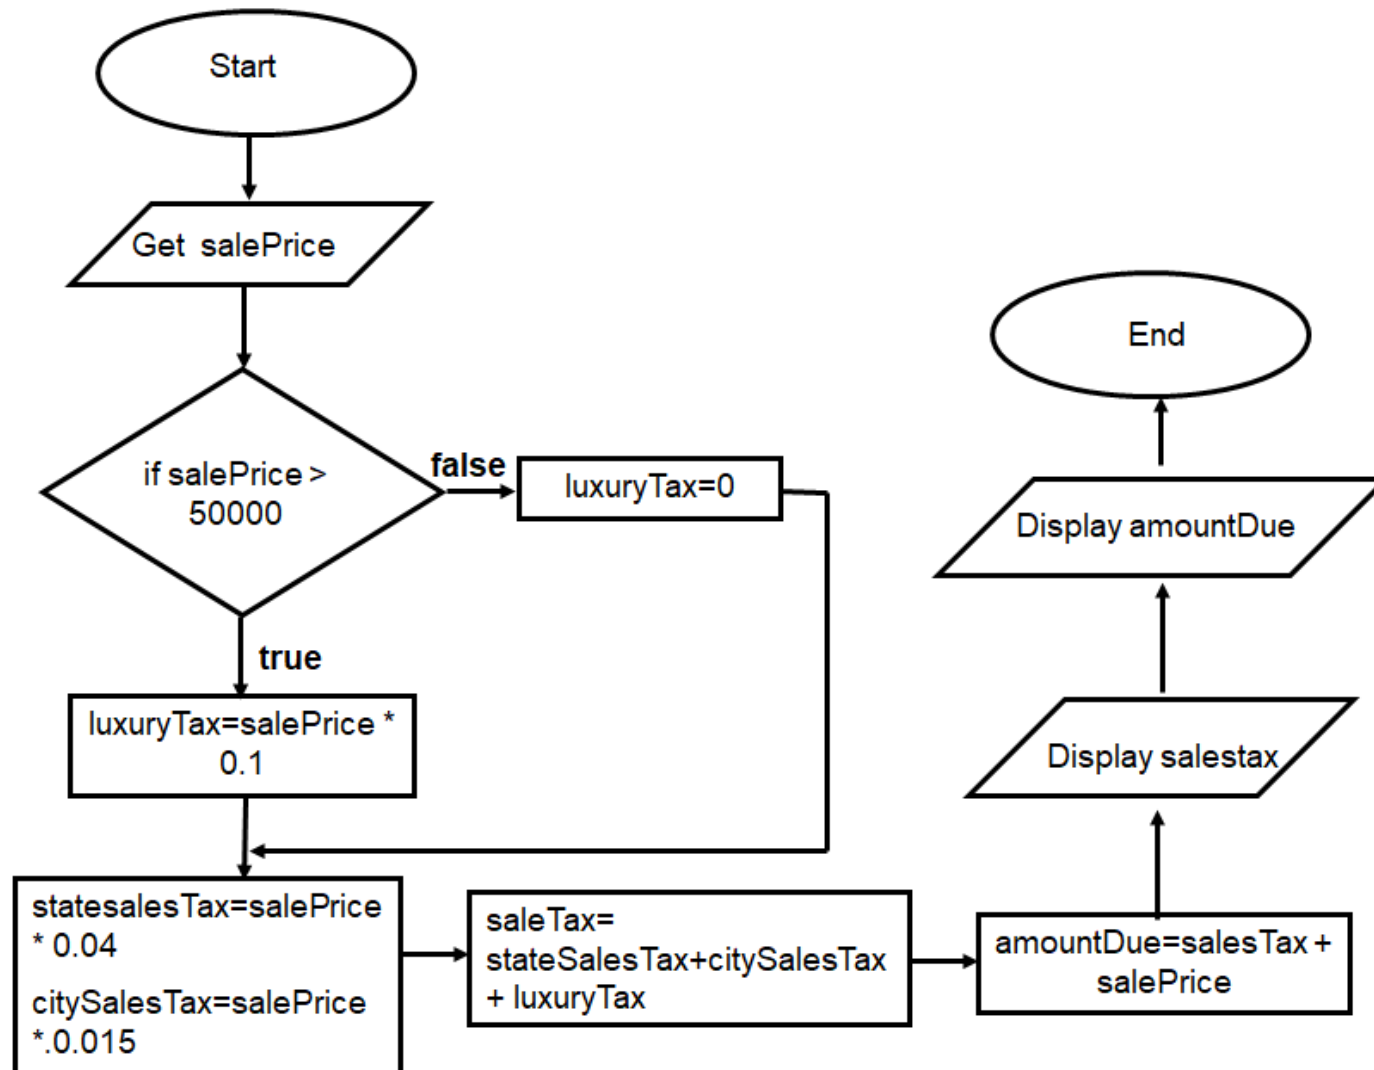 Start
Get salePrice
if salePrice >
50000
false
luxuryTax=0
true
luxuryTax=salePrice *
0.1
statesalesTax=salePrice
* 0.04
citySalesTax=salePrice
*.0.015
saleTax=
stateSalesTax+citySalesTax
+ luxuryTax
amountDue=salesTax +
salePrice
Display salestax
Display amountDue
End